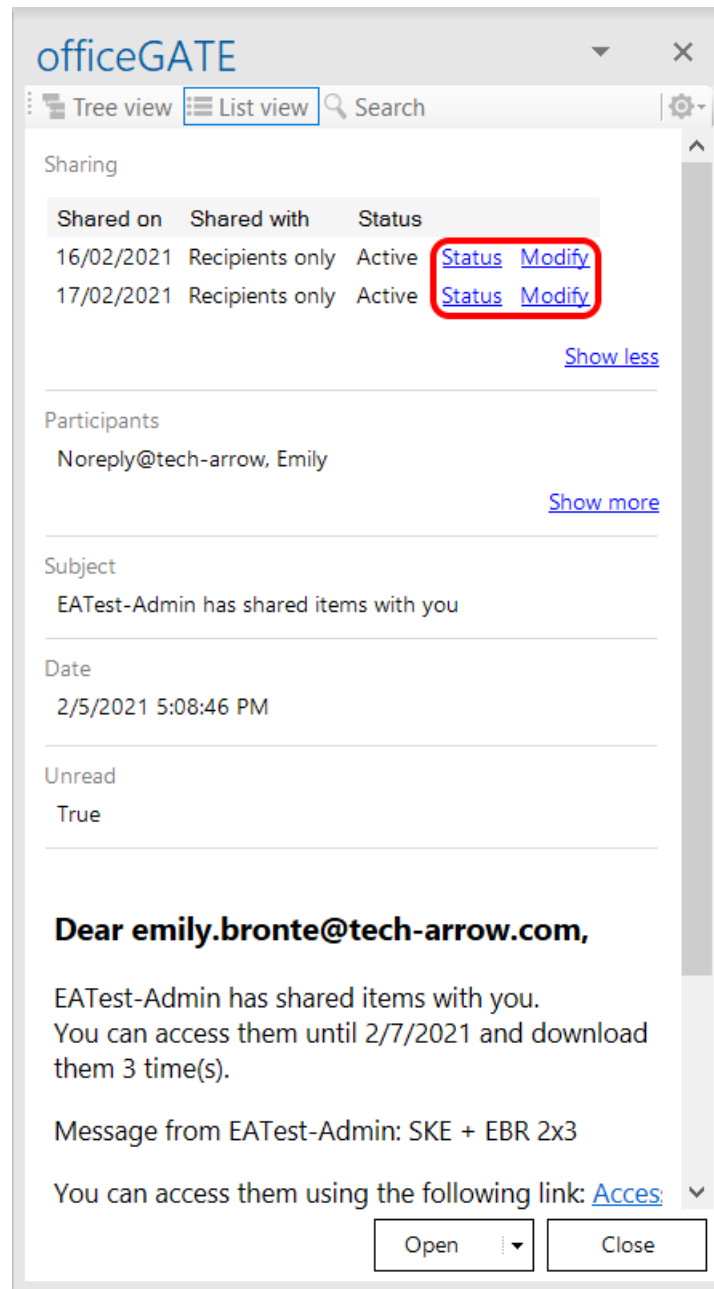 officeGATE
Tree view List view Search
Sharing
Shared on Shared with Status
16/02/2021 Recipients only Active Status Modify
17/02/2021 Recipients only Active Status Modify
Show less
Participants
Noreply@tech-arrow, Emily
Show more
Subject
EATest-Admin has shared items with you
Date
2/5/2021 5:08:46 PM
Unread
True
Dear emily.bronte@tech-arrow.com,
EATest-Admin has shared items with you.
You can access them until 2/7/2021 and download
them 3 time(s).
Message from EATest-Admin: SKE + EBR 2x3
You can access them using the following link: Acces
Open Close